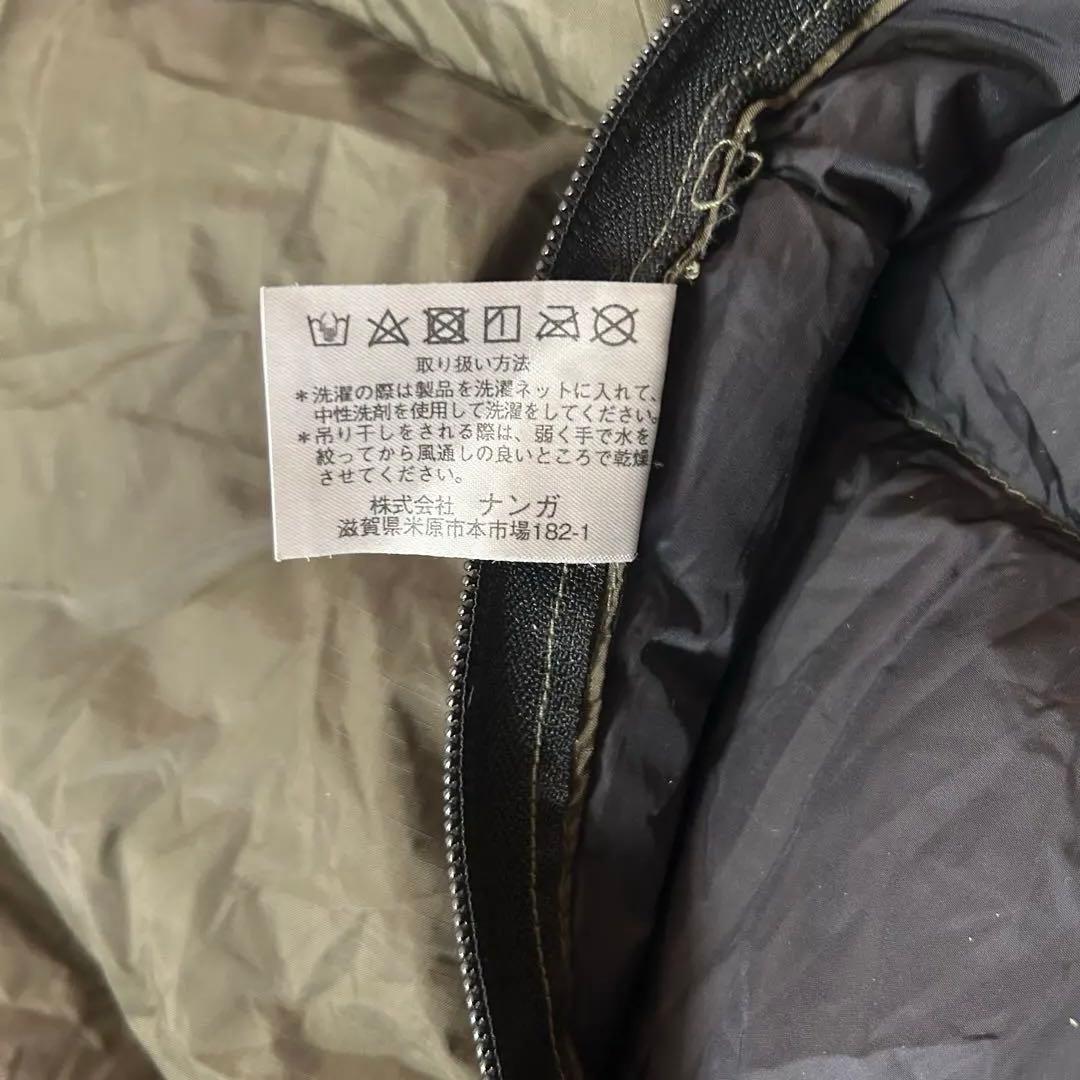 取り扱い方法
*洗濯の際は製品を洗濯ネットに入れて、
中性洗剤を使用して洗濯をしてください。
*吊り干しをされる際は、弱く手で水を
絞ってから風通しの良いところで乾燥
させてください。
株式会社 ナンガ
滋賀県米原市本市場182-1